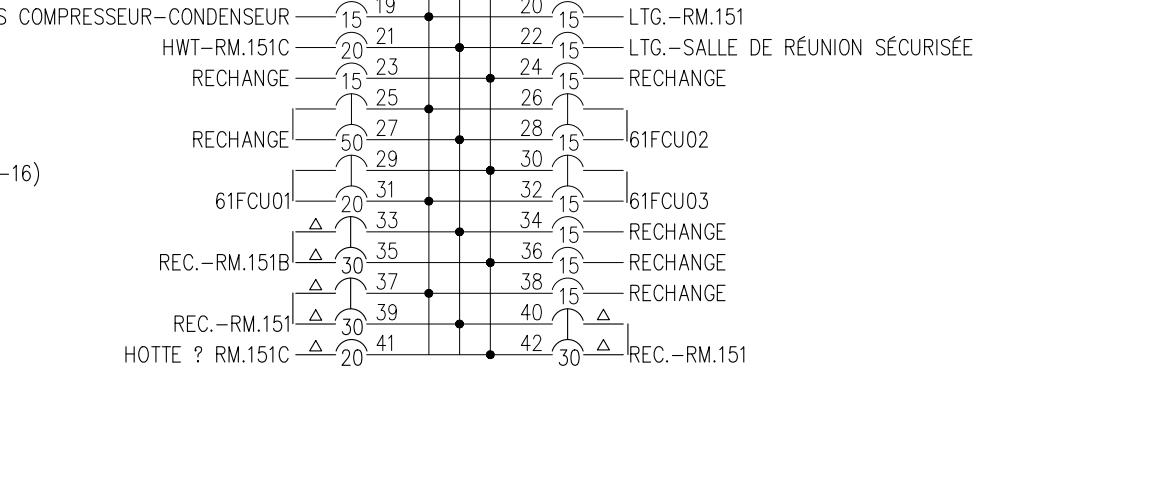 S COMPRESSEUR-CONDENSEUR 15 19 20 15 LTG.-RM.151
HWT-RM.151C 20 21 22 15 LTG.-SALLE DE RÉUNION SÉCURISÉE
RECHANGE 15 23 24 15 RECHANGE
25 26
RECHANGE 50 27 28 15 61FCU02
-16)
29 30
61FCU01 20 31 32 15 61FCU03
33 34 15 RECHANGE
REC.-RM.151B 30 35 36 15 RECHANGE
37 38 15 RECHANGE
REC.-RM.151 30 39 40
HOTTE ? RM.151C 20 41 42 30 REC.-RM.151